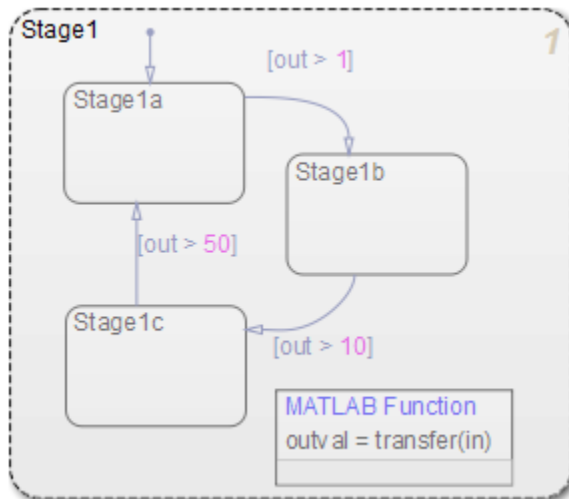 Stage1
1
[out > 1]
Stage1a
Stage1b
[out > 50]
Stage1c
[out > 10]
MATLAB Function
outval = transfer(in)